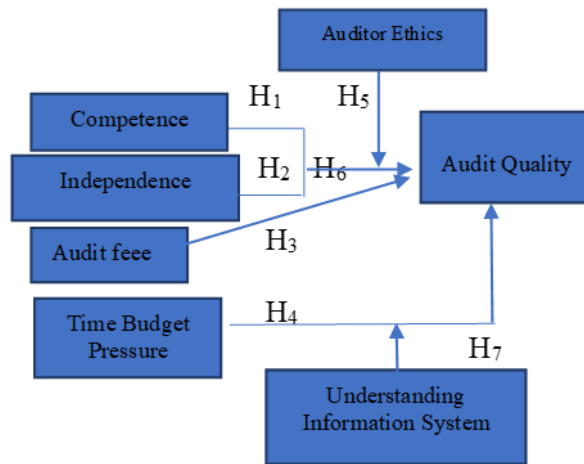 Auditor Ethics
H₁
H₅
Competence
Audit Quality
Independence
H₂
H₆
Audit feee
H₃
Time Budget
Pressure
H₄
H₇
Understanding
Information System